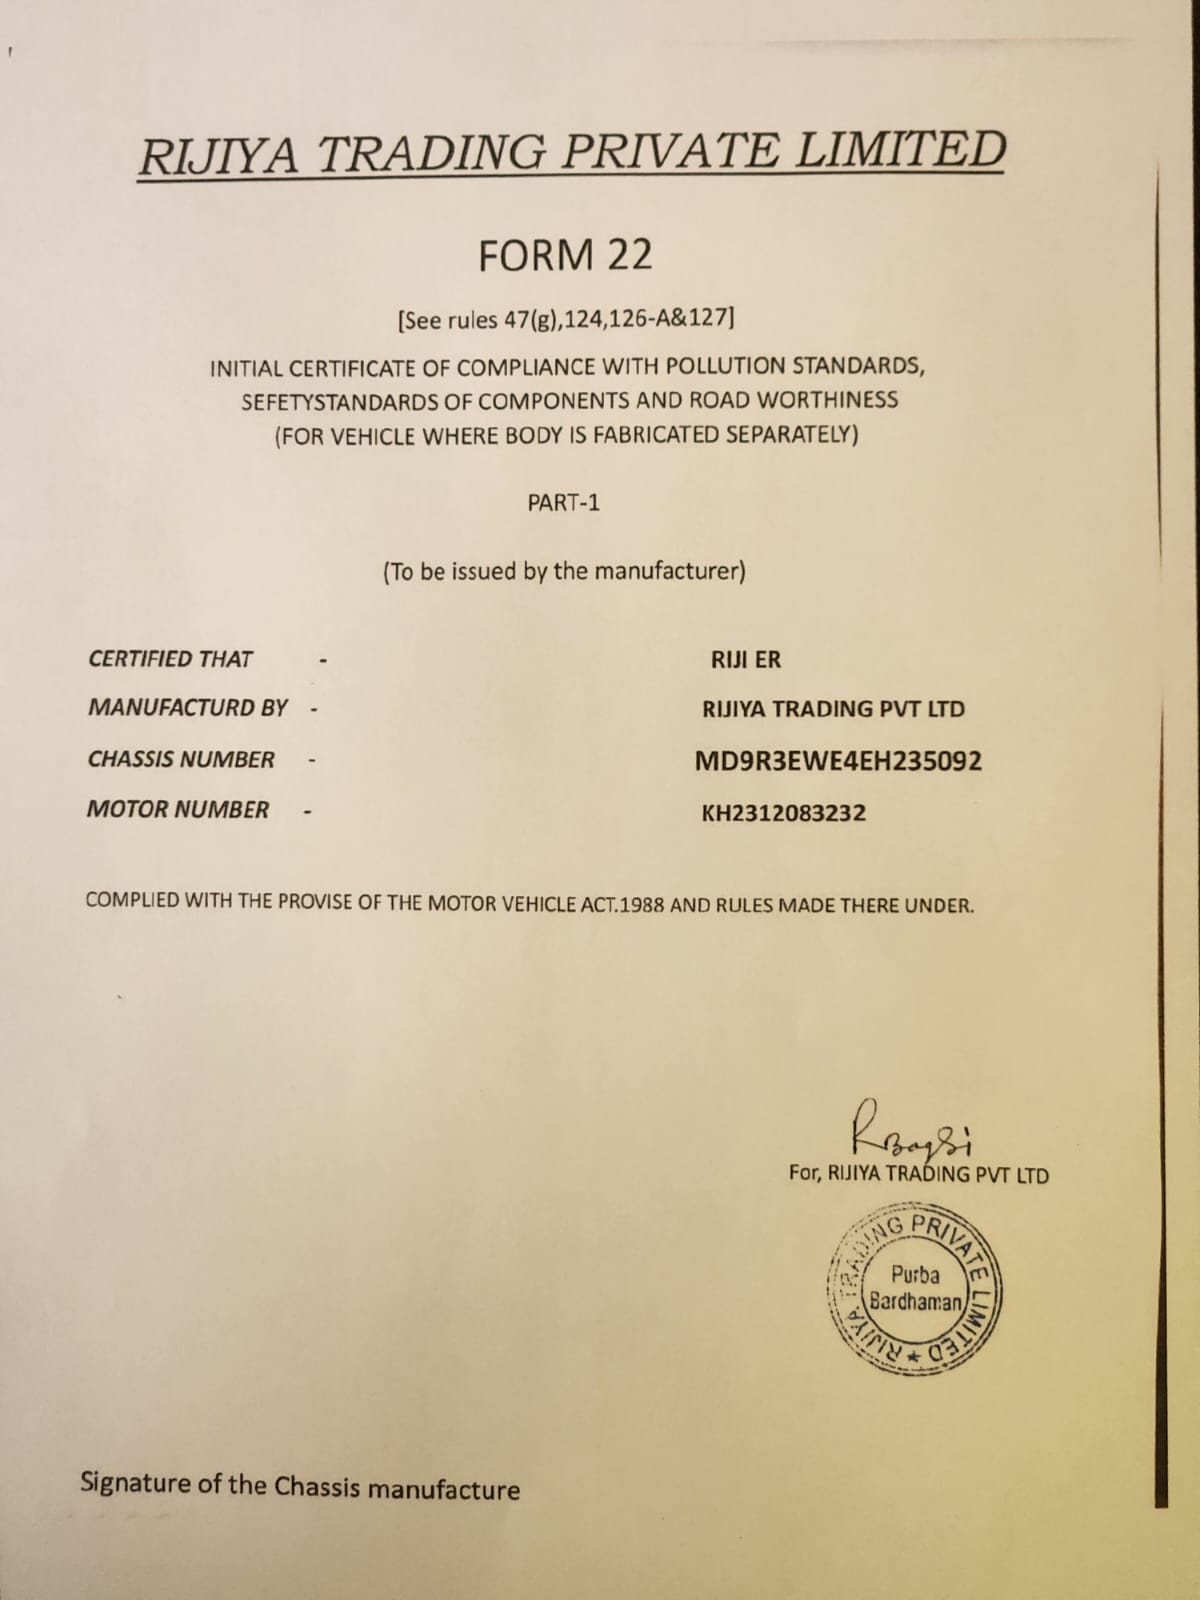 RIJIYA TRADING PRIVATE LIMITED
FORM 22
[See rules 47(g),124,126-A&127]
INITIAL CERTIFICATE OF COMPLIANCE WITH POLLUTION STANDARDS,
SEFETYSTANDARDS OF COMPONENTS AND ROAD WORTHINESS
(FOR VEHICLE WHERE BODY IS FABRICATED SEPARATELY)
PART-1
(To be issued by the manufacturer)
CERTIFIED THAT - RIJI ER
MANUFACTURD BY - RIJIYA TRADING PVT LTD
CHASSIS NUMBER - MD9R3EWE4EH235092
MOTOR NUMBER - KH2312083232
COMPLIED WITH THE PROVISE OF THE MOTOR VEHICLE ACT.1988 AND RULES MADE THERE UNDER.
For, RIJIYA TRADING PVT LTD
RIJIYA TRADING PRIVATE LIMITED ★
Purba
Bardhaman
Signature of the Chassis manufacture